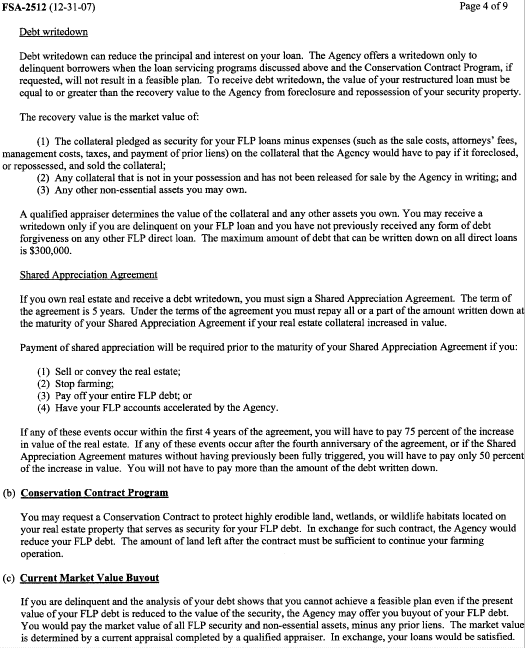 FSA-2512 (12-31-07) Page 4 of 9
Debt writedown
Debt writedown can reduce the principal and interest on your loan. The Agency offers a writedown only to
delinquent borrowers when the loan servicing programs discussed above and the Conservation Contract Program, if
requested, will not result in a feasible plan. To receive debt writedown, the value of your restructured loan must be
equal to or greater than the recovery value to the Agency from foreclosure and repossession of your security property.
The recovery value is the market value of:
(1) The collateral pledged as security for your FLP loans minus expenses (such as the sale costs, attorneys' fees,
management costs, taxes, and payment of prior liens) on the collateral that the Agency would have to pay if it foreclosed,
or repossessed, and sold the collateral;
(2) Any collateral that is not in your possession and has not been released for sale by the Agency in writing; and
(3) Any other non-essential assets you may own.
A qualified appraiser determines the value of the collateral and any other assets you own. You may receive a
writedown only if you are delinquent on your FLP loan and you have not previously received any form of debt
forgiveness on any other FLP direct loan. The maximum amount of debt that can be written down on all direct loans
is $300,000.
Shared Appreciation Agreement
If you own real estate and receive a debt writedown, you must sign a Shared Appreciation Agreement. The term of
the agreement is 5 years. Under the terms of the agreement you must repay all or a part of the amount written down at
the maturity of your Shared Appreciation Agreement if your real estate collateral increased in value.
Payment of shared appreciation will be required prior to the maturity of your Shared Appreciation Agreement if you:
(1) Sell or convey the real estate;
(2) Stop farming;
(3) Pay off your entire FLP debt; or
(4) Have your FLP accounts accelerated by the Agency.
If any of these events occur within the first 4 years of the agreement, you will have to pay 75 percent of the increase
in value of the real estate. If any of these events occur after the fourth anniversary of the agreement, or if the Shared
Appreciation Agreement matures without having previously been fully triggered, you will have to pay only 50 percent
of the increase in value. You will not have to pay more than the amount of the debt written down.
(b) Conservation Contract Program
You may request a Conservation Contract to protect highly erodible land, wetlands, or wildlife habitats located on
your real estate property that serves as security for your FLP debt. In exchange for such contract, the Agency would
reduce your FLP debt. The amount of land left after the contract must be sufficient to continue your farming
operation.
(c) Current Market Value Buyout
If you are delinquent and the analysis of your debt shows that you cannot achieve a feasible plan even if the present
value of your FLP debt is reduced to the value of the security, the Agency may offer you buyout of your FLP debt.
You would pay the market value of all FLP security and non-essential assets, minus any prior liens. The market value
is determined by a current appraisal completed by a qualified appraiser. In exchange, your loans would be satisfied.